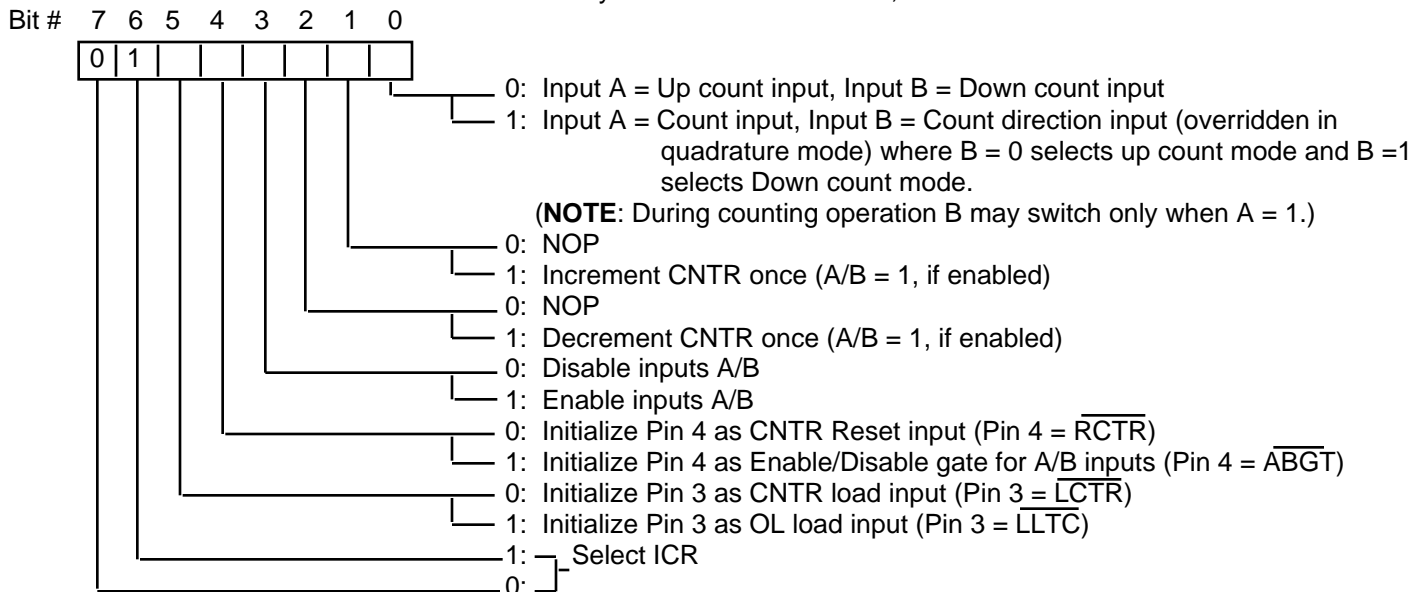 Bit # 7 6 5 4 3 2 1 0
0 1
0: Input A = Up count input, Input B = Down count input
1: Input A = Count input, Input B = Count direction input (overridden in
quadrature mode) where B = 0 selects up count mode and B =1
selects Down count mode.
(NOTE: During counting operation B may switch only when A = 1.)
0: NOP
1: Increment CNTR once (A/B = 1, if enabled)
0: NOP
1: Decrement CNTR once (A/B = 1, if enabled)
0: Disable inputs A/B
1: Enable inputs A/B
0: Initialize Pin 4 as CNTR Reset input (Pin 4 = RCTR)
1: Initialize Pin 4 as Enable/Disable gate for A/B inputs (Pin 4 = ABGT)
0: Initialize Pin 3 as CNTR load input (Pin 3 = LCTR)
1: Initialize Pin 3 as OL load input (Pin 3 = LLTC)
1: Select ICR
0: